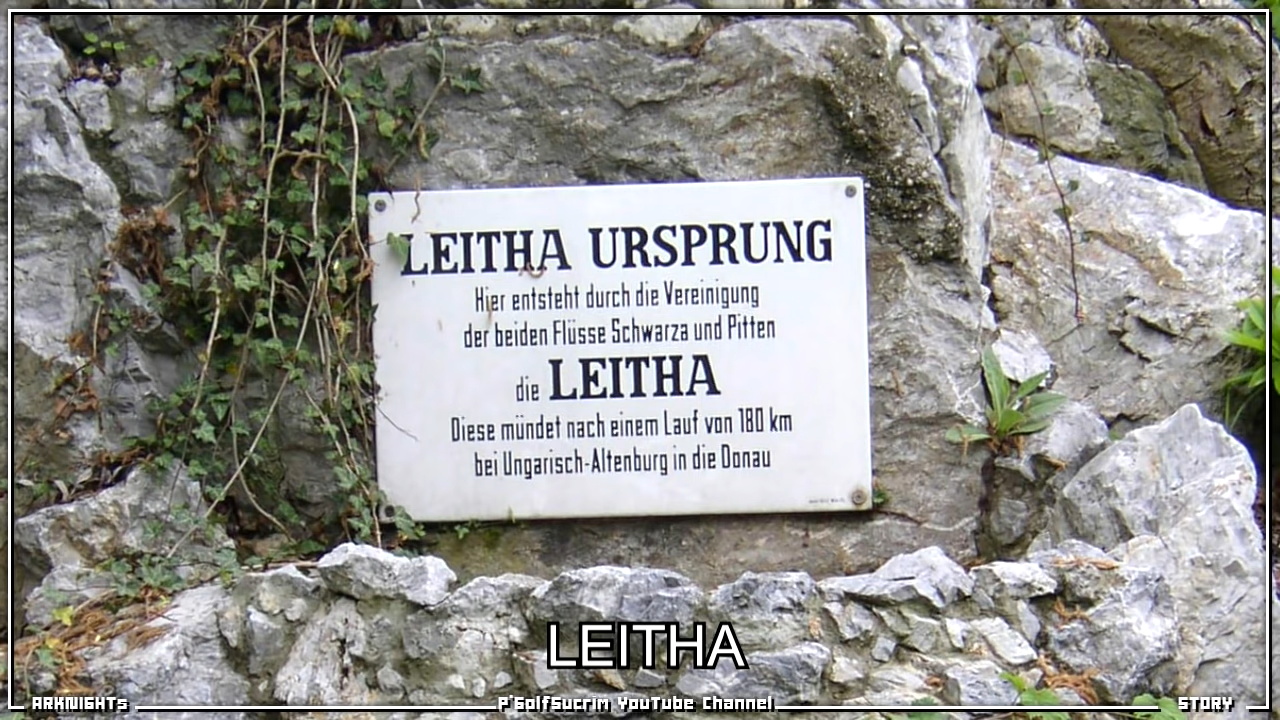 LEITHA URSPRUNG
Hier entsteht durch die Vereinigung
der beiden Flüsse Schwarza und Pitten
die LEITHA
Diese mündet nach einem Lauf von 180 km
bei Ungarisch-Altenburg in die Donau
LEITHA
ARKNIGHTs P'GolfSucrim YouTube Channel STORY